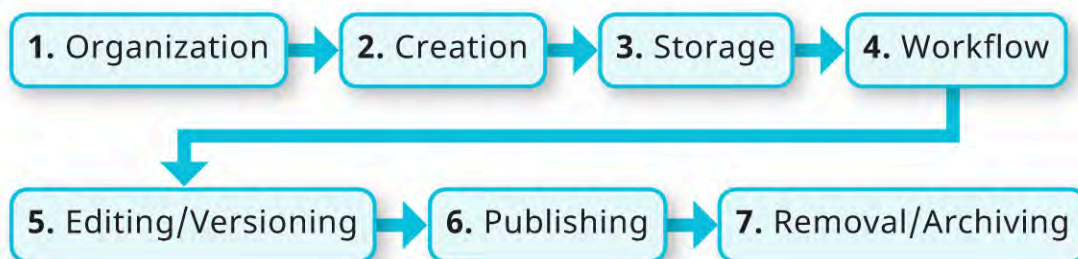 1. Organization
2. Creation
3. Storage
4. Workflow
5. Editing/Versioning
6. Publishing
7. Removal/Archiving